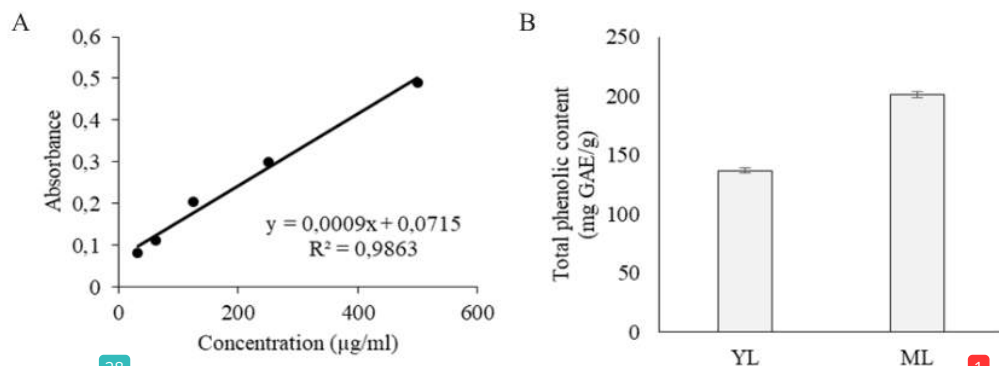 A
0,6
0,5
0,4
0,3
0,2
0,1
0
Absorbance
y = 0,0009x + 0,0715
R² = 0,9863
0 200 400 600
Concentration (µg/ml)
B
250
200
150
100
50
0
Total phenolic content
(mg GAE/g)
YL ML
1